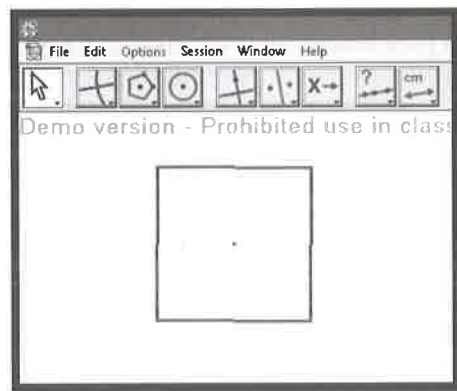 File Edit Options Session Window Help
X→ ? cm
Demo version - Prohibited use in class